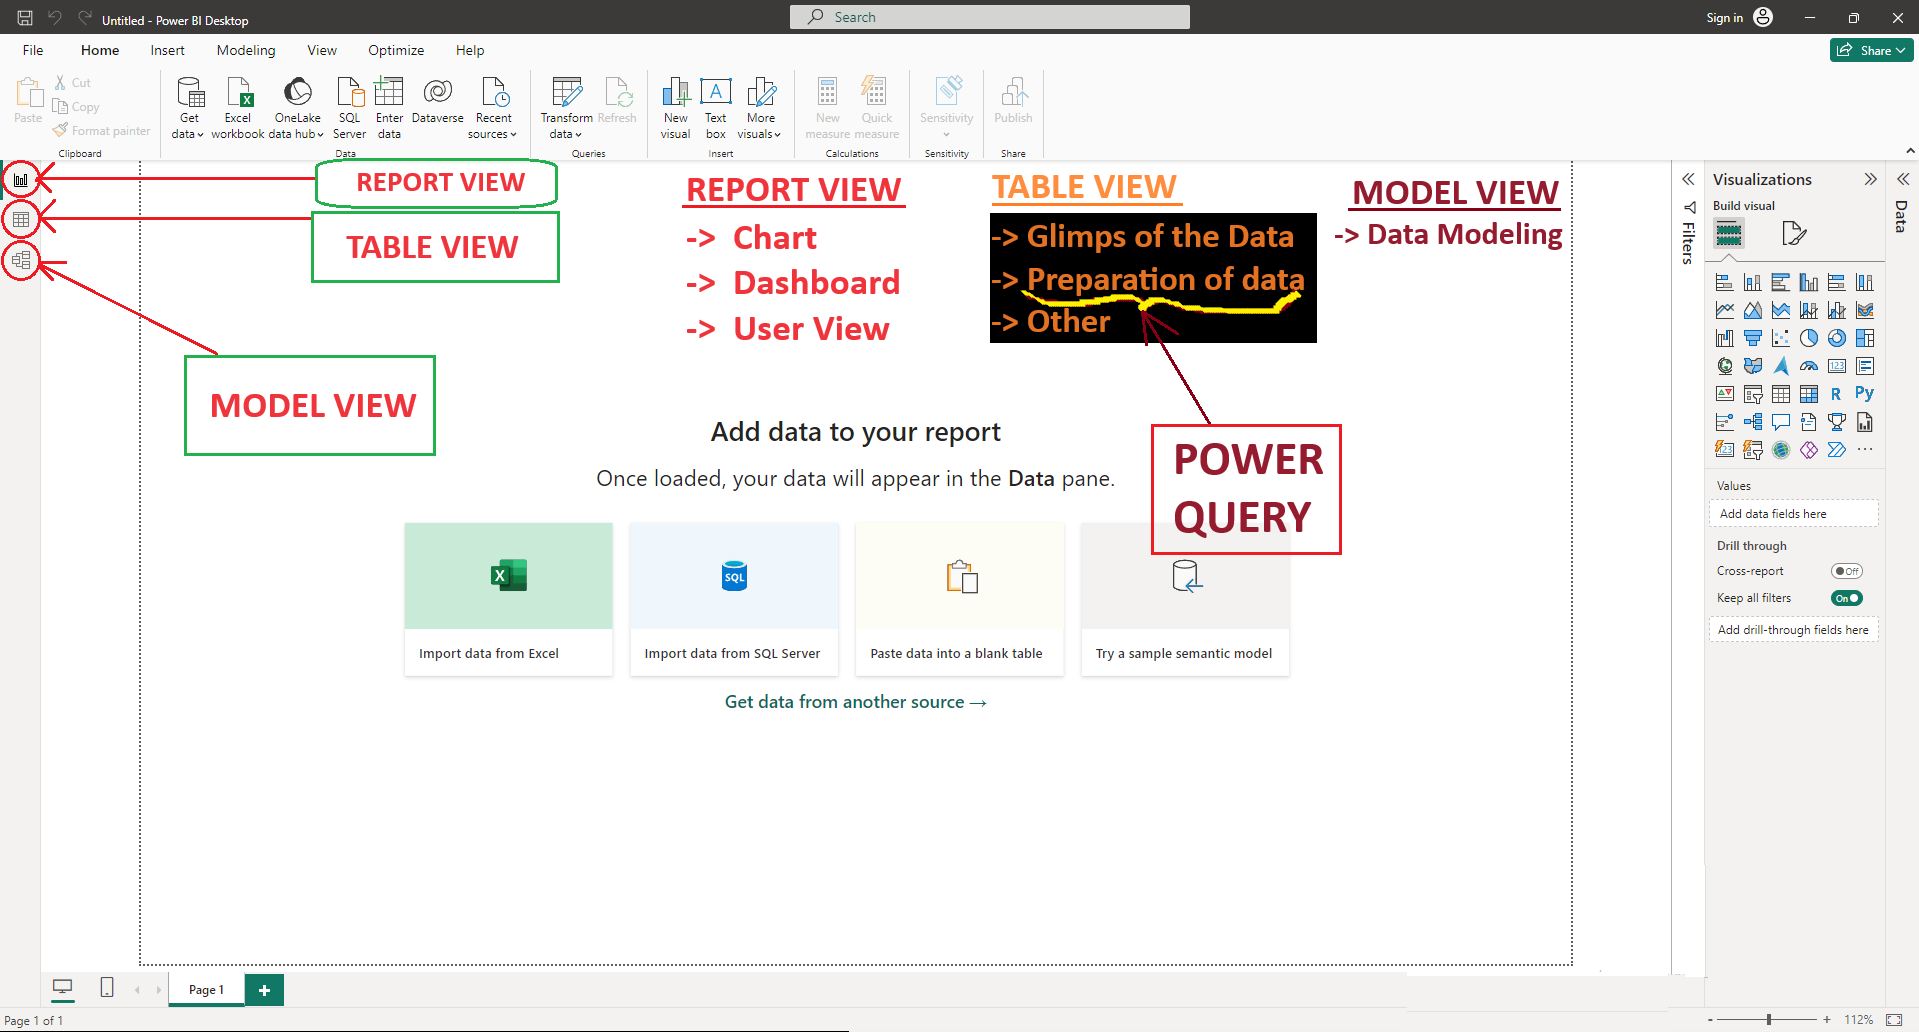 Untitled - Power BI Desktop
Search
Sign in
File Home Insert Modeling View Optimize Help
Share
Paste
Cut
Copy
Format painter
Clipboard
Get data
Excel workbook
OneLake data hub
SQL Server
Enter data
Dataverse
Recent sources
Data
Transform data
Refresh
Queries
New visual
Text box
More visuals
Insert
New measure
Quick measure
Calculations
Sensitivity
Sensitivity
Publish
Share
REPORT VIEW
TABLE VIEW
MODEL VIEW
REPORT VIEW
-> Chart
-> Dashboard
-> User View
TABLE VIEW
-> Glimps of the Data
-> Preparation of data
-> Other
MODEL VIEW
-> Data Modeling
POWER
QUERY
Add data to your report
Once loaded, your data will appear in the Data pane.
X
SQL
Import data from Excel
Import data from SQL Server
Paste data into a blank table
Try a sample semantic model
Get data from another source →
Filters
Visualizations
Build visual
123
R
Py
123
Values
Add data fields here
Drill through
Cross-report
Off
Keep all filters
On
Add drill-through fields here
Data
Page 1
+
Page 1 of 1
- + 112%